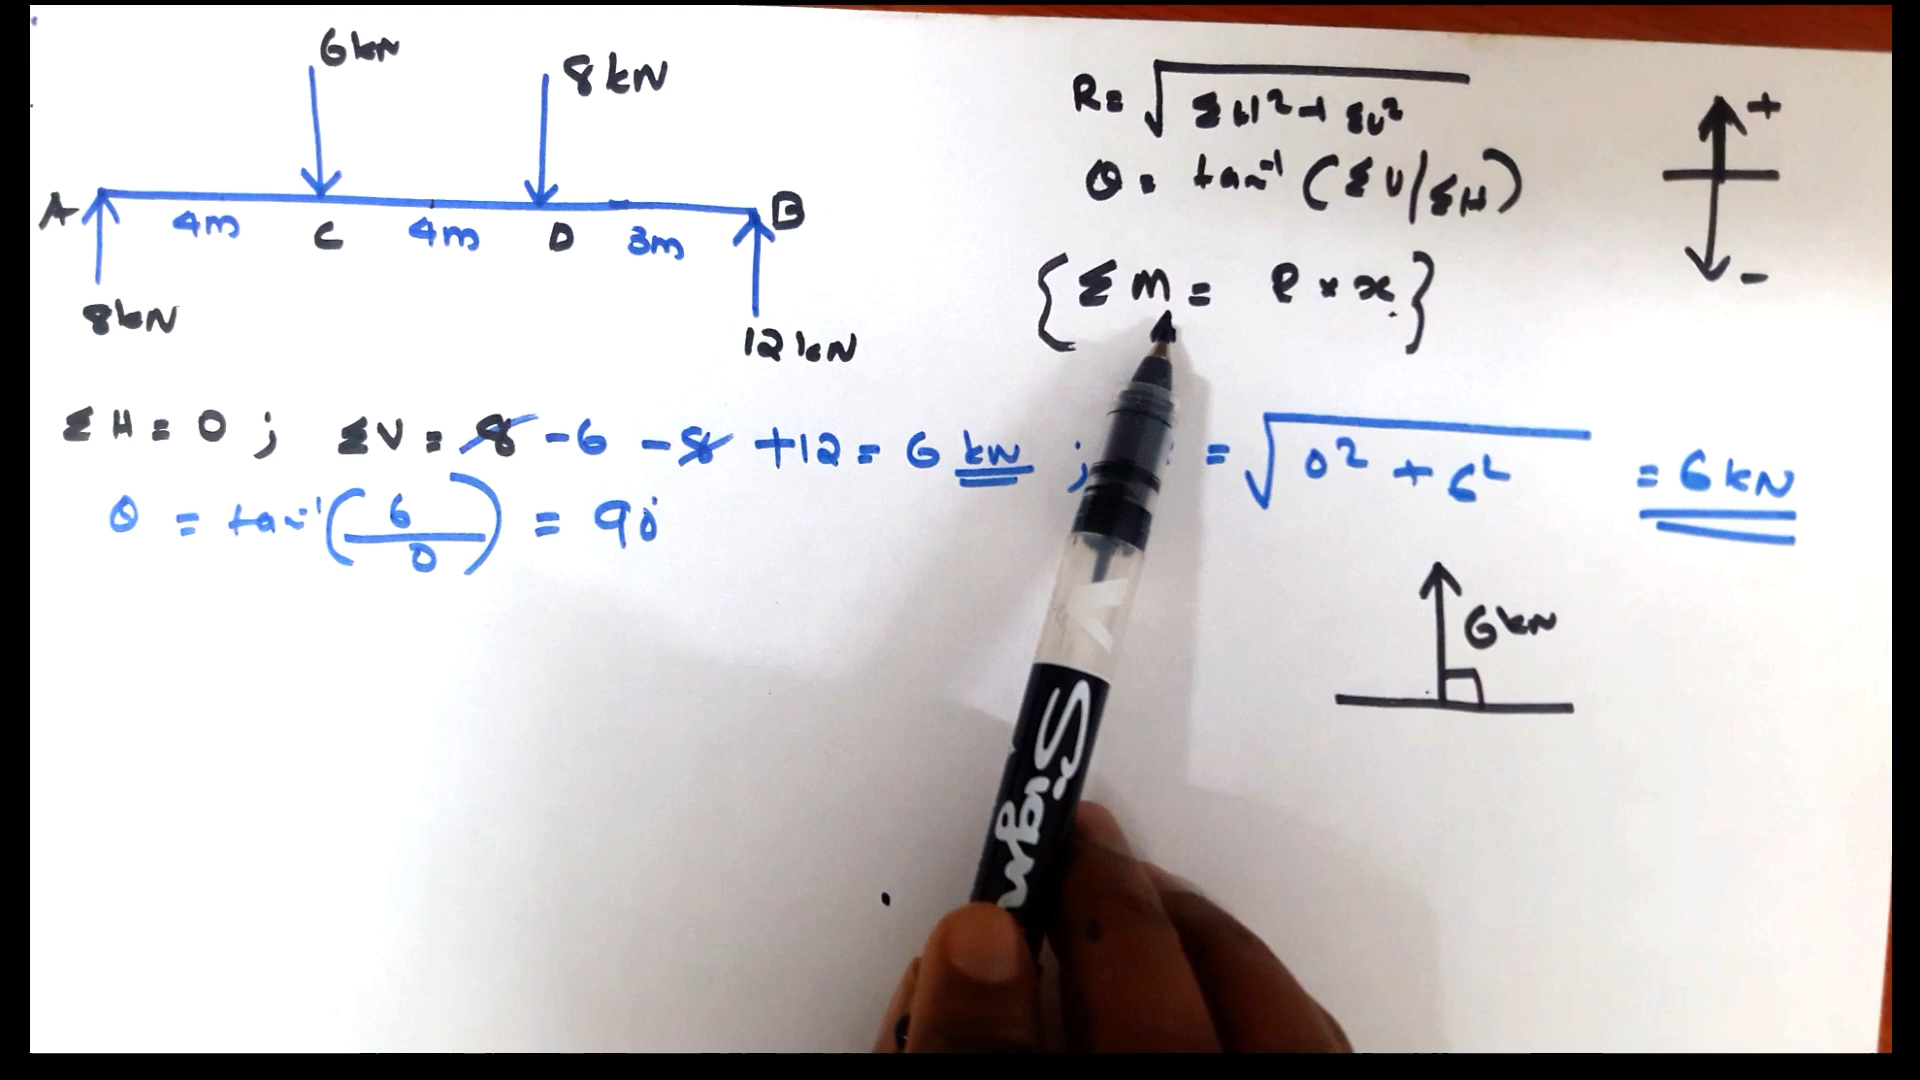 6kN
8kN
A
4m
C
4m
D
3m
B
8kN
12kN
R= √ΣH²+Σv²
θ = tan⁻¹ (ΣV/ΣH)
{ΣM = R × x}
+
-
ΣH = 0 ; ΣV = 8 - 6 - 8 + 12 = 6 kN ; = √0² + 6² = 6kN
θ = tan⁻¹ (6/0) = 90°
6kN
Sign